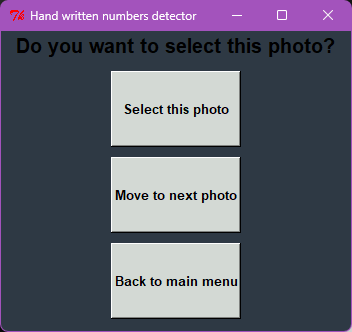 Hand written numbers detector
Do you want to select this photo?
Select this photo
Move to next photo
Back to main menu